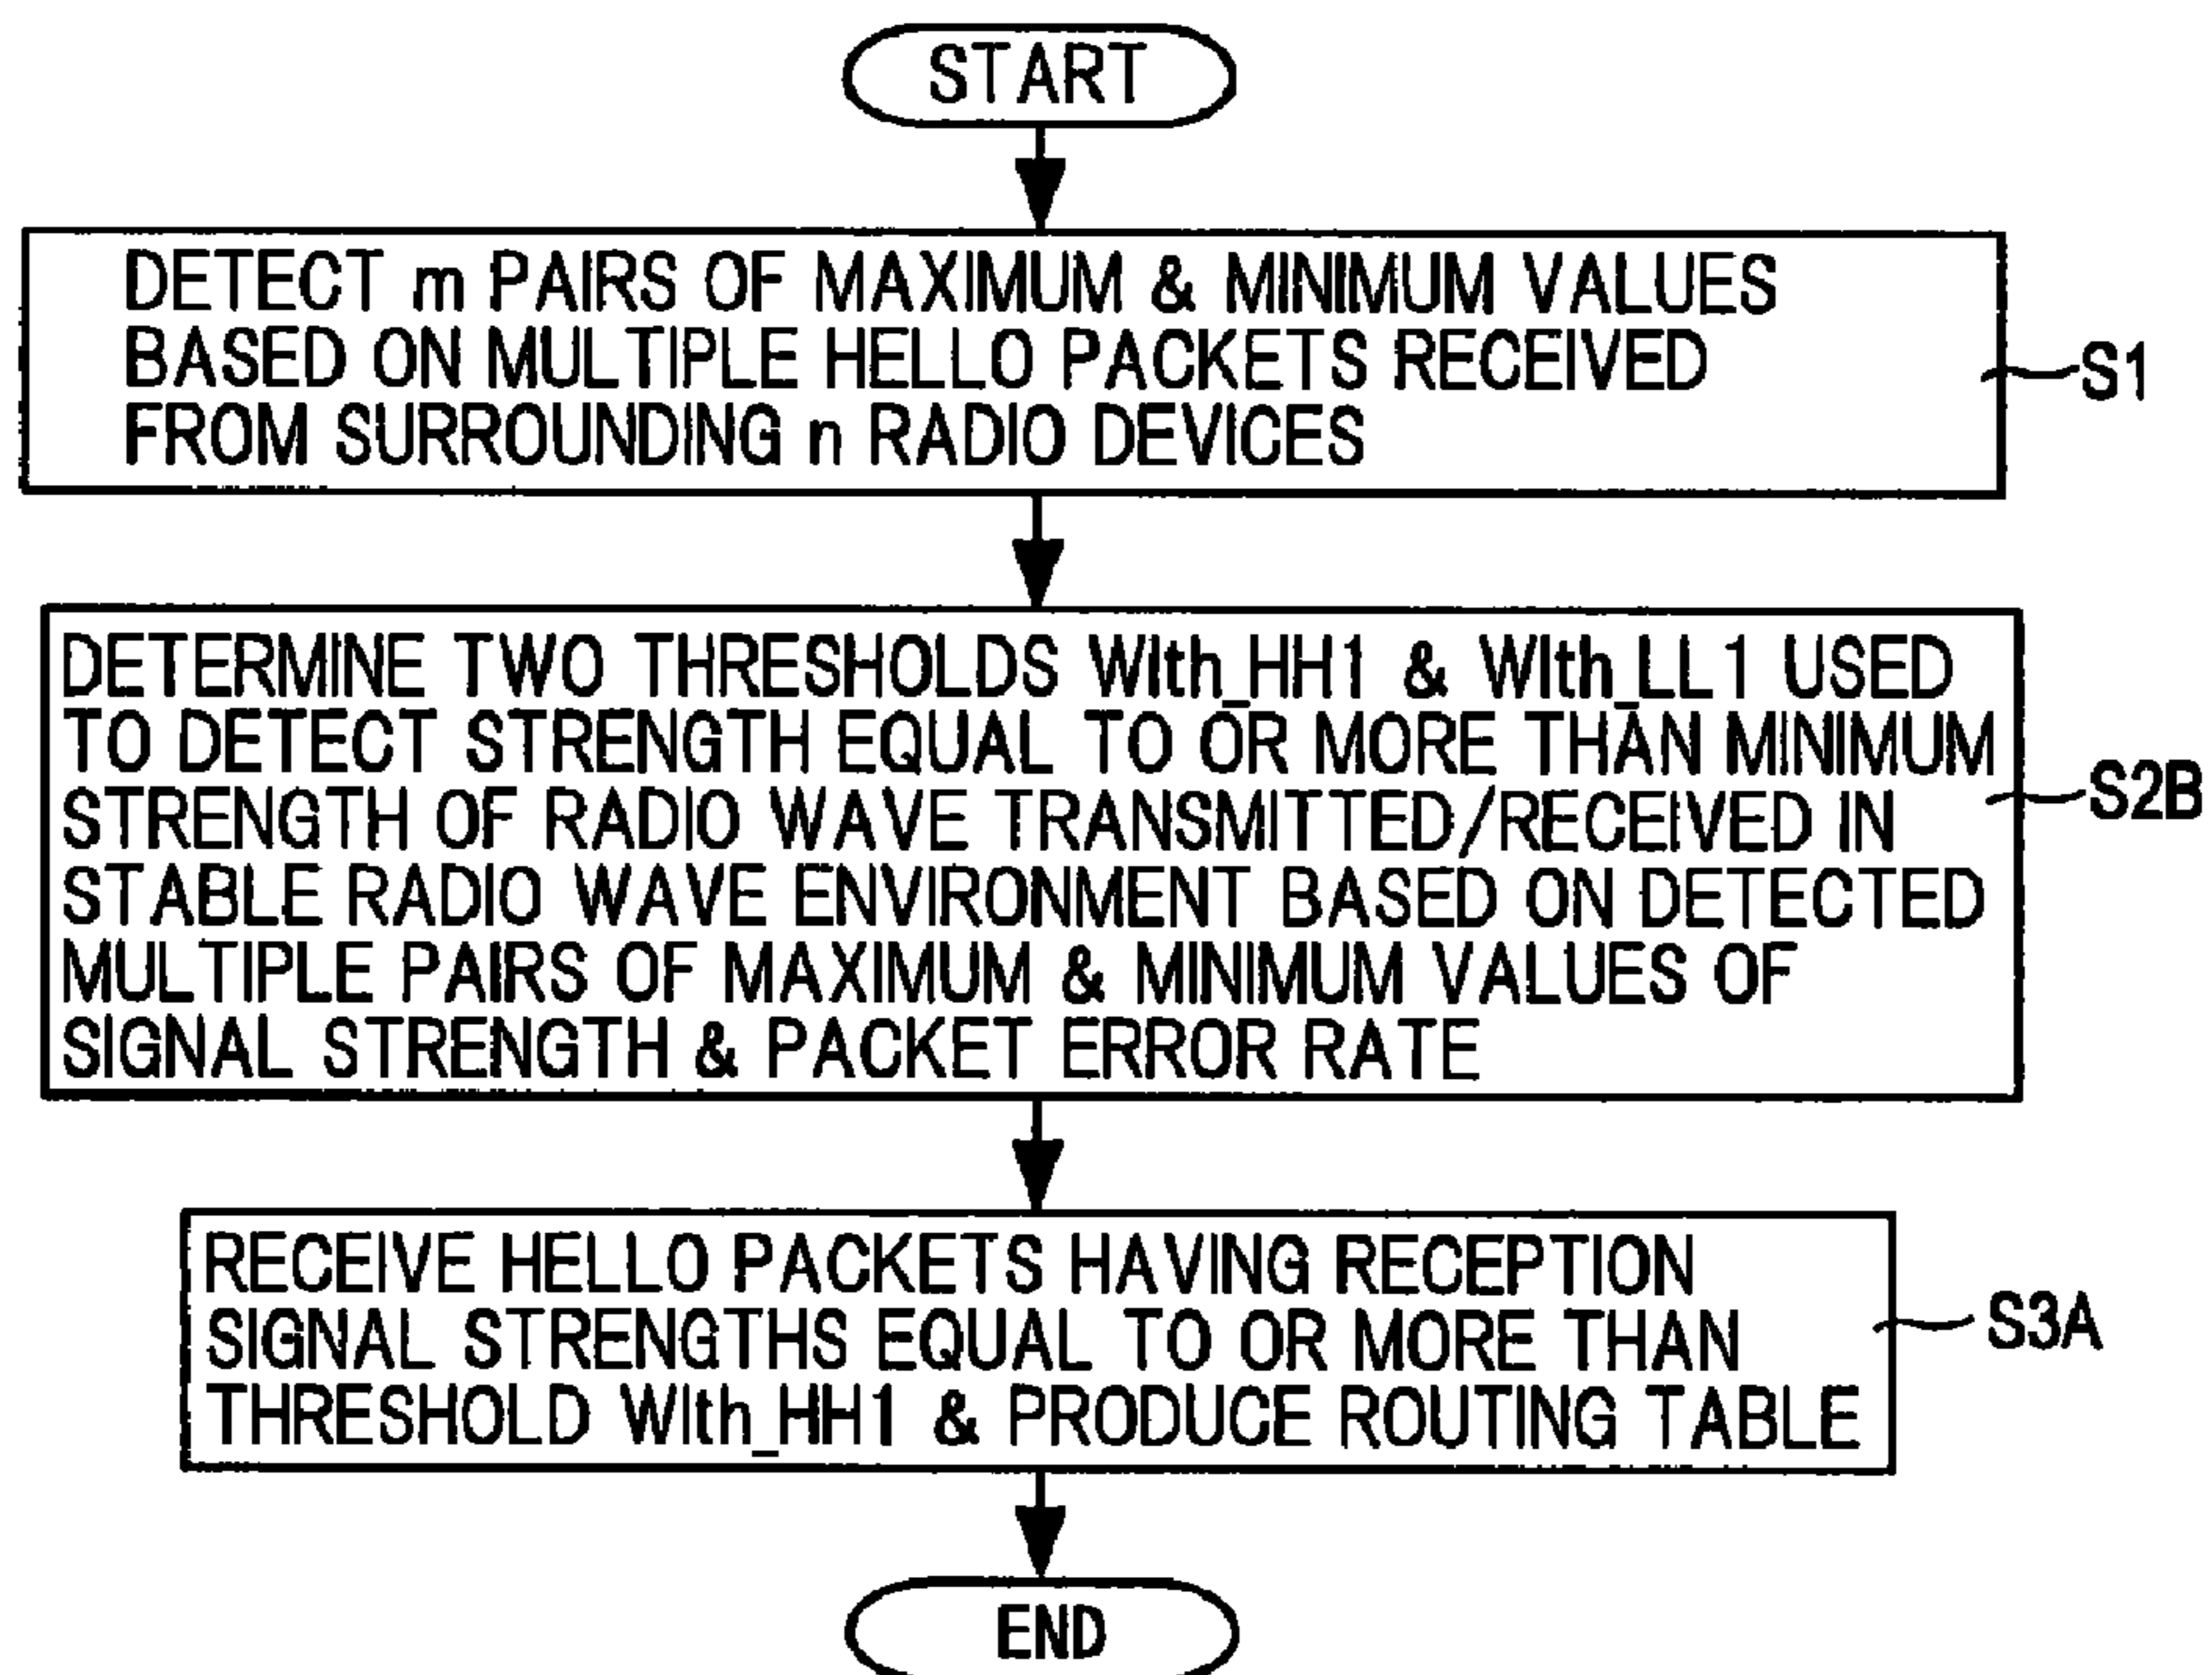 START
DETECT m PAIRS OF MAXIMUM & MINIMUM VALUES
BASED ON MULTIPLE HELLO PACKETS RECEIVED
FROM SURROUNDING n RADIO DEVICES
S1
DETERMINE TWO THRESHOLDS WIth_HH1 & WIth_LL1 USED
TO DETECT STRENGTH EQUAL TO OR MORE THAN MINIMUM
STRENGTH OF RADIO WAVE TRANSMITTED/RECEIVED IN
STABLE RADIO WAVE ENVIRONMENT BASED ON DETECTED
MULTIPLE PAIRS OF MAXIMUM & MINIMUM VALUES OF
SIGNAL STRENGTH & PACKET ERROR RATE
S2B
RECEIVE HELLO PACKETS HAVING RECEPTION
SIGNAL STRENGTHS EQUAL TO OR MORE THAN
THRESHOLD WIth_HH1 & PRODUCE ROUTING TABLE
S3A
END